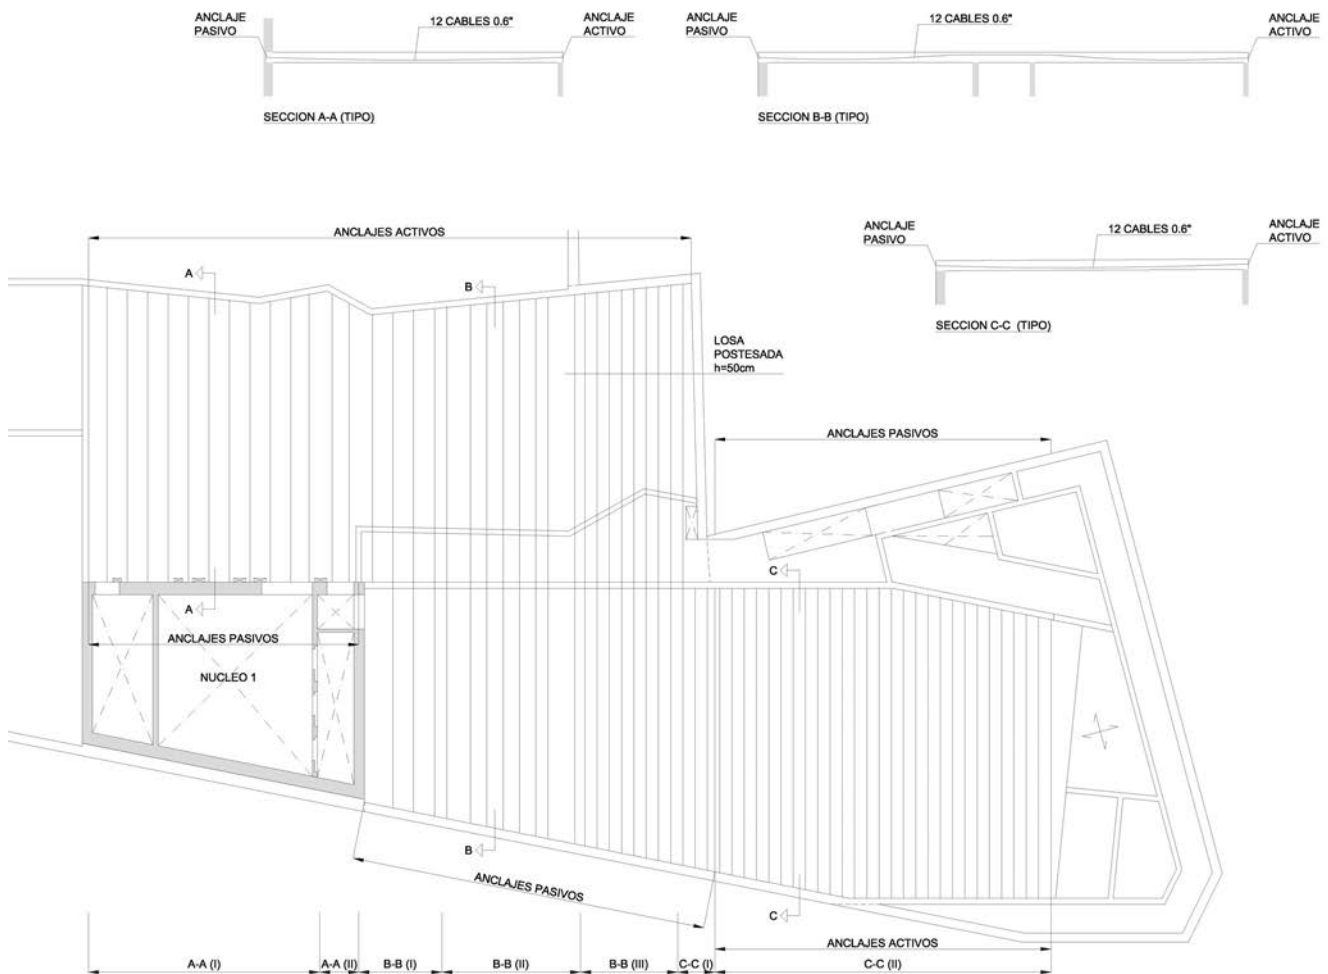 ANCLAJE
PASIVO
12 CABLES 0.6"
ANCLAJE
ACTIVO
SECCION A-A (TIPO)
ANCLAJE
PASIVO
12 CABLES 0.6"
ANCLAJE
ACTIVO
SECCION B-B (TIPO)
ANCLAJE
PASIVO
12 CABLES 0.6"
ANCLAJE
ACTIVO
SECCION C-C (TIPO)
ANCLAJES ACTIVOS
A
B
LOSA
POSTESADA
h=50cm
ANCLAJES PASIVOS
C
A
ANCLAJES PASIVOS
NUCLEO 1
B
ANCLAJES PASIVOS
C
ANCLAJES ACTIVOS
A-A (I)
A-A (II)
B-B (I)
B-B (II)
B-B (III)
C-C (I)
C-C (II)